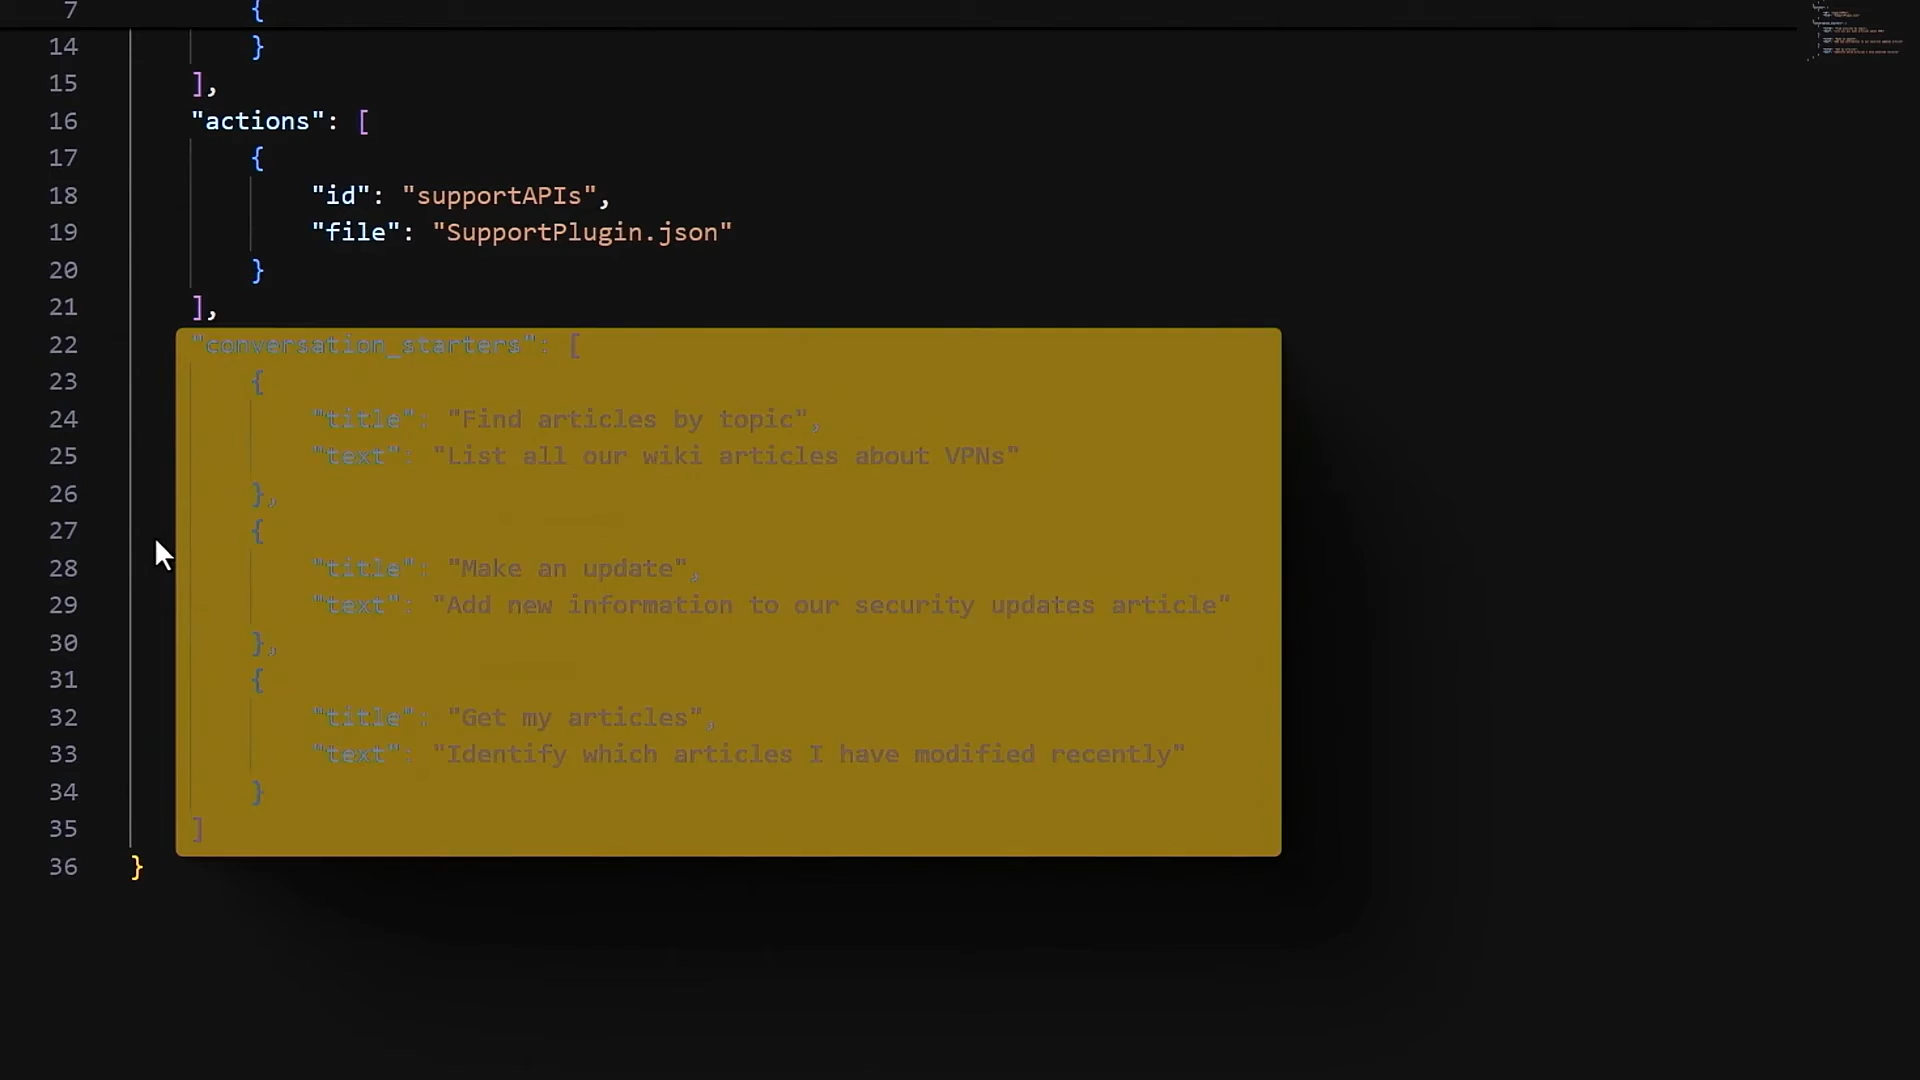 7 {
14 }
15 ],
16 "actions": [
17 {
18 "id": "supportAPIs",
19 "file": "SupportPlugin.json"
20 }
21 ],
22 "conversation_starters": [
23 {
24 "title": "Find articles by topic",
25 "text": "List all our wiki articles about VPNs"
26 },
27 {
28 "title": "Make an update",
29 "text": "Add new information to our security updates article"
30 },
31 {
32 "title": "Get my articles",
33 "text": "Identify which articles I have modified recently"
34 }
35 ]
36 }